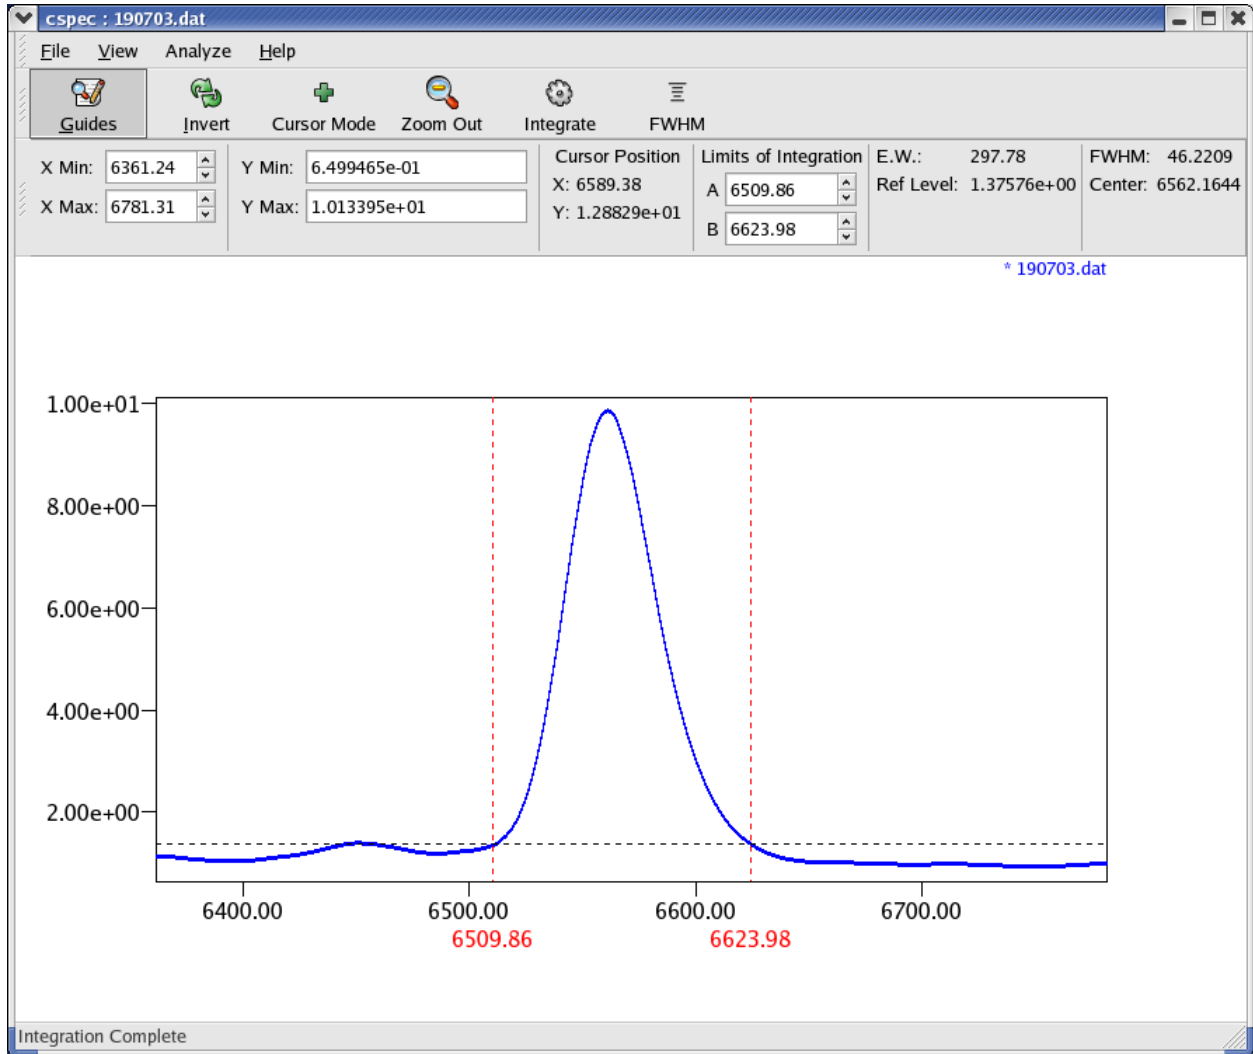 cspec : 190703.dat
File View Analyze Help
Guides Invert Cursor Mode Zoom Out Integrate FWHM
X Min: 6361.24
X Max: 6781.31
Y Min: 6.499465e-01
Y Max: 1.013395e+01
Cursor Position
X: 6589.38
Y: 1.28829e+01
Limits of Integration
A 6509.86
B 6623.98
E.W.: 297.78
Ref Level: 1.37576e+00
FWHM: 46.2209
Center: 6562.1644
* 190703.dat
1.00e+01
8.00e+00
6.00e+00
4.00e+00
2.00e+00
6400.00 6500.00 6600.00 6700.00
6509.86 6623.98
Integration Complete